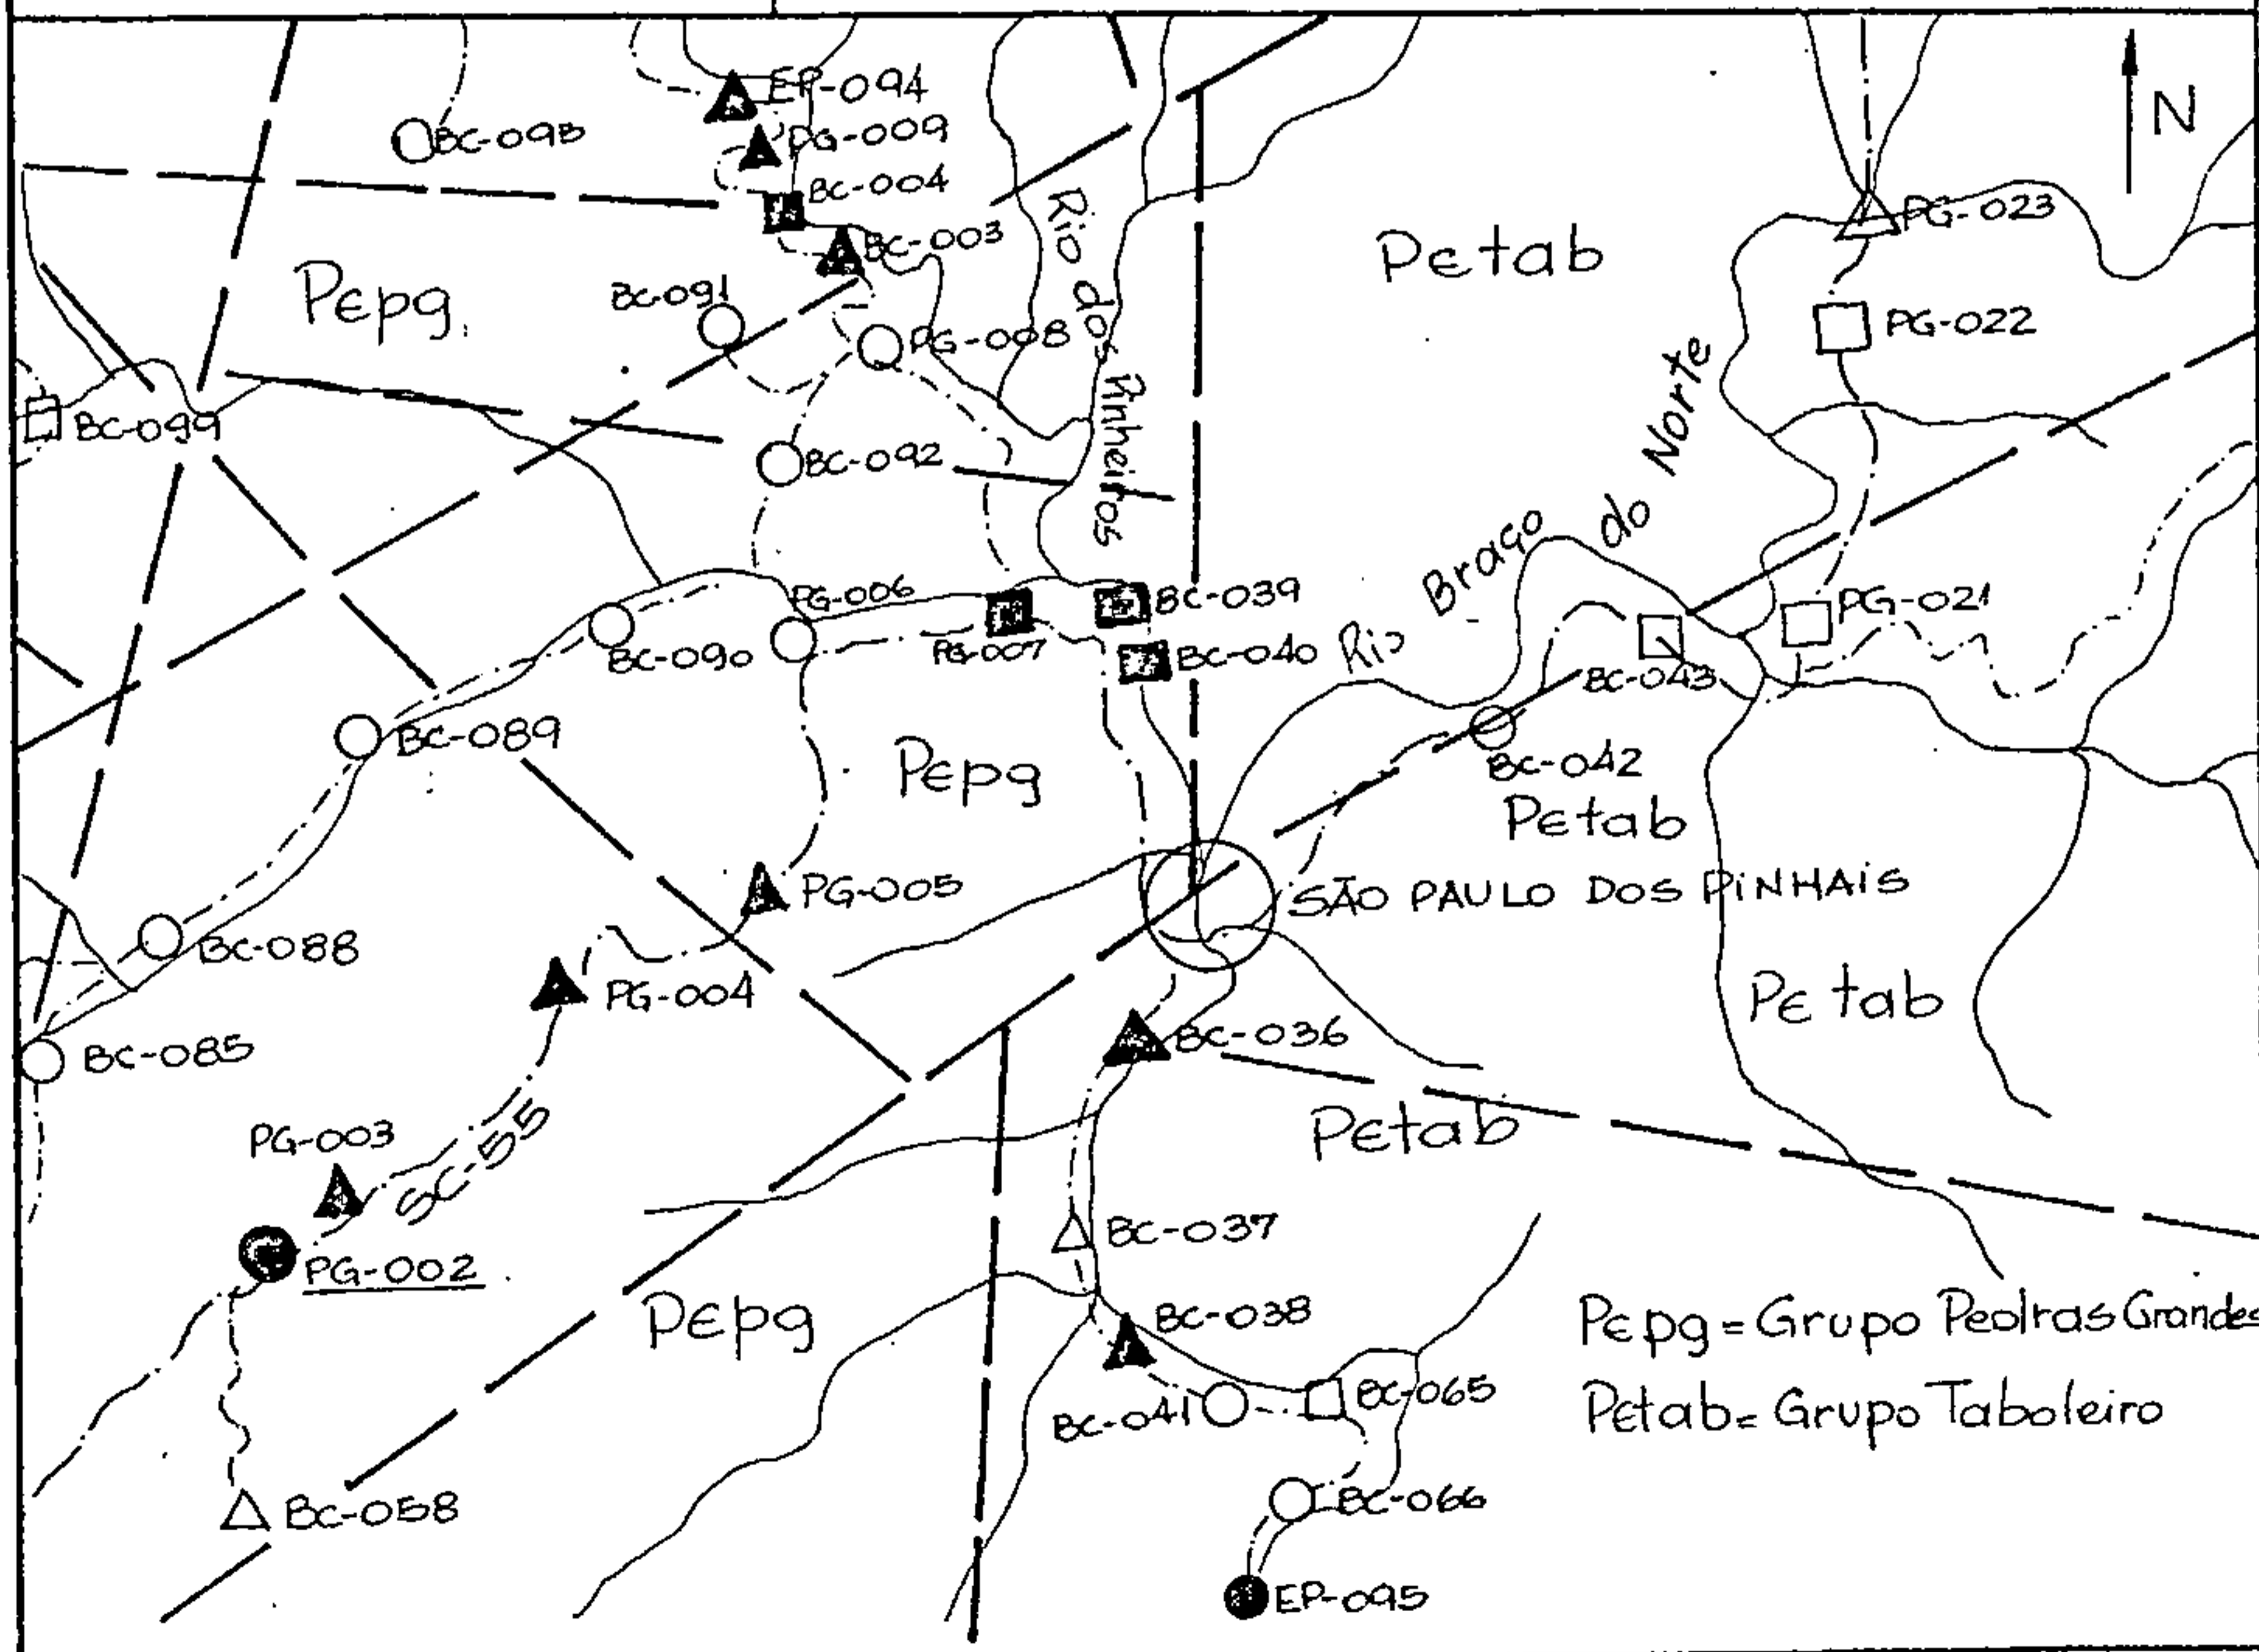 EP-094
BC-093
PG-009
N
BC-004
PG-023
BC-003
Petab
Pepg
BC-091
PG-022
PG-008
Rio dos Pinheiros
BC-099
BC-092
Rio Braço do Norte
PG-006
BC-039
PG-021
BC-090
PG-007
BC-040
BC-043
BC-089
BC-042
Pepg
Petab
PG-005
SÃO PAULO DOS PINHAIS
BC-088
PG-004
Petab
BC-085
BC-036
PG-003
SC-55
Petab
BC-037
PG-002
Pepg
BC-038
Pepg = Grupo Pedras Grandes
BC-065
Petab = Grupo Taboleiro
BC-041
BC-058
BC-066
EP-095